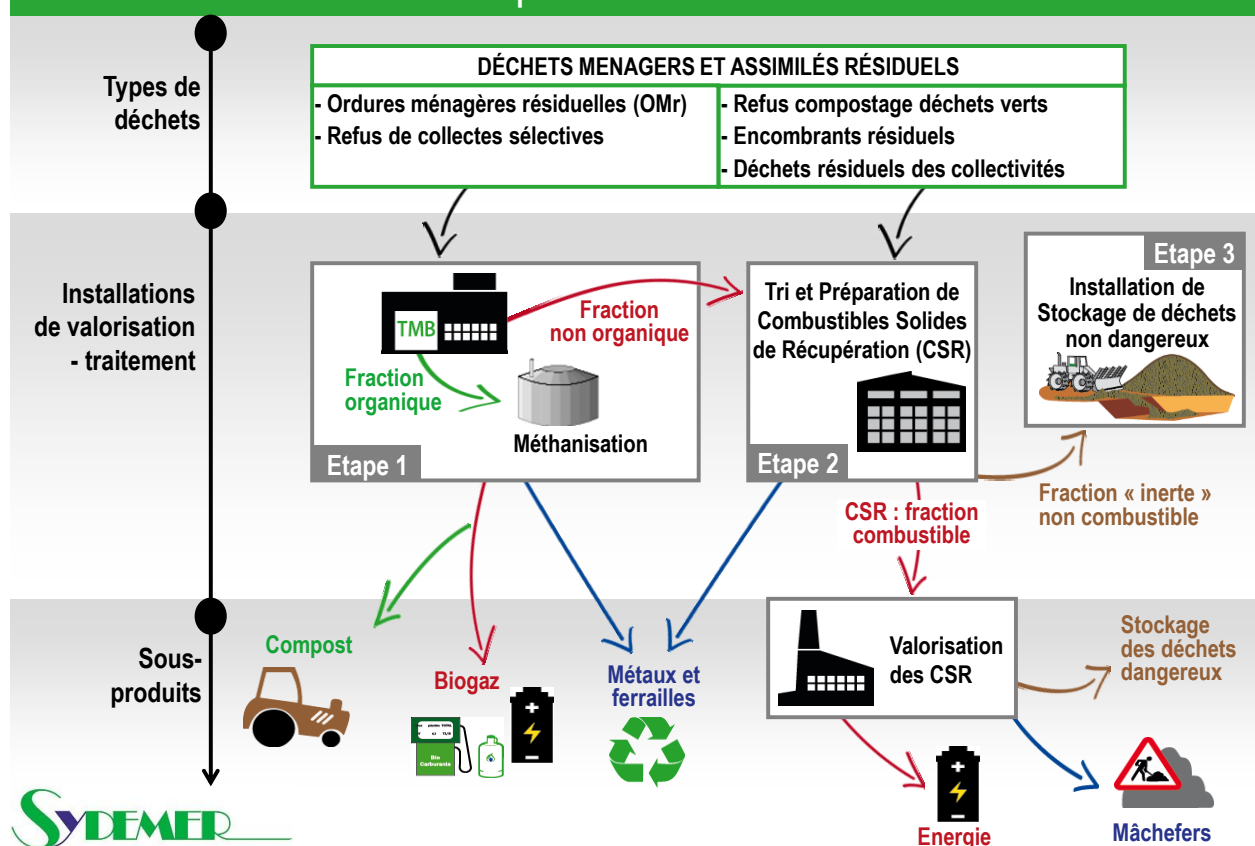 DÉCHETS MENAGERS ET ASSIMILÉS RÉSIDUELS
Types de
déchets
- Ordures ménagères résiduelles (OMr)
- Refus de collectes sélectives
- Refus compostage déchets verts
- Encombrants résiduels
- Déchets résiduels des collectivités
Installations
de valorisation
- traitement
TMB
Fraction
non organique
Fraction
organique
Méthanisation
Etape 1
Tri et Préparation de
Combustibles Solides
de Récupération (CSR)
Etape 2
Etape 3
Installation de
Stockage de déchets
non dangereux
Fraction « inerte »
non combustible
CSR : fraction
combustible
Sous-
produits
Compost
Biogaz
Bio
Carburants
Métaux et
ferrailles
Valorisation
des CSR
Stockage
des déchets
dangereux
Energie
Mâchefers
SYDEMER